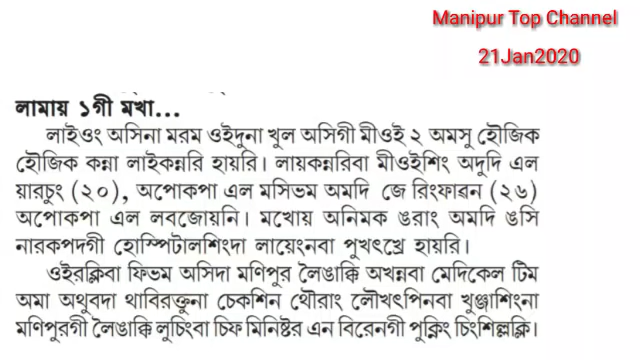 Manipur Top Channel
21Jan2020
লামায় ১গী মখা...
লাইওং অসিনা মরম ওইদুনা খুল অসিগী মীওই ২ অমসু হৌজিক
হৌজিক কন্না লাইকন্নরি হায়রি। লায়কন্নরিবা মীওইশিং অদুদি এল
য়ারচুং (২০), অপোকপা এল মসিভম অমদি জে রিংফাৱন (২৬)
অপোকপা এল লবজোয়নি। মখোয় অনিমক ঙরাং অমদি ঙসি
নারকপদগী হোস্পিটালশিংদা লায়েংনবা পুখৎখ্রে হায়রি।
ওইরক্লিবা ফিভম অসিদা মণিপুর লৈঙাক্কি অখন্নবা মেদিকেল টিম
অমা অথুবদা থাবিরক্তুনা চেকশিন থৌরাং লৌখৎপিনবা খুঞ্জাশিংনা
মণিপুরগী লৈঙাক্কি লুচিংবা চিফ মিনিষ্টর এন বিরেনগী পুক্নিং চিংশিল্লক্লি।